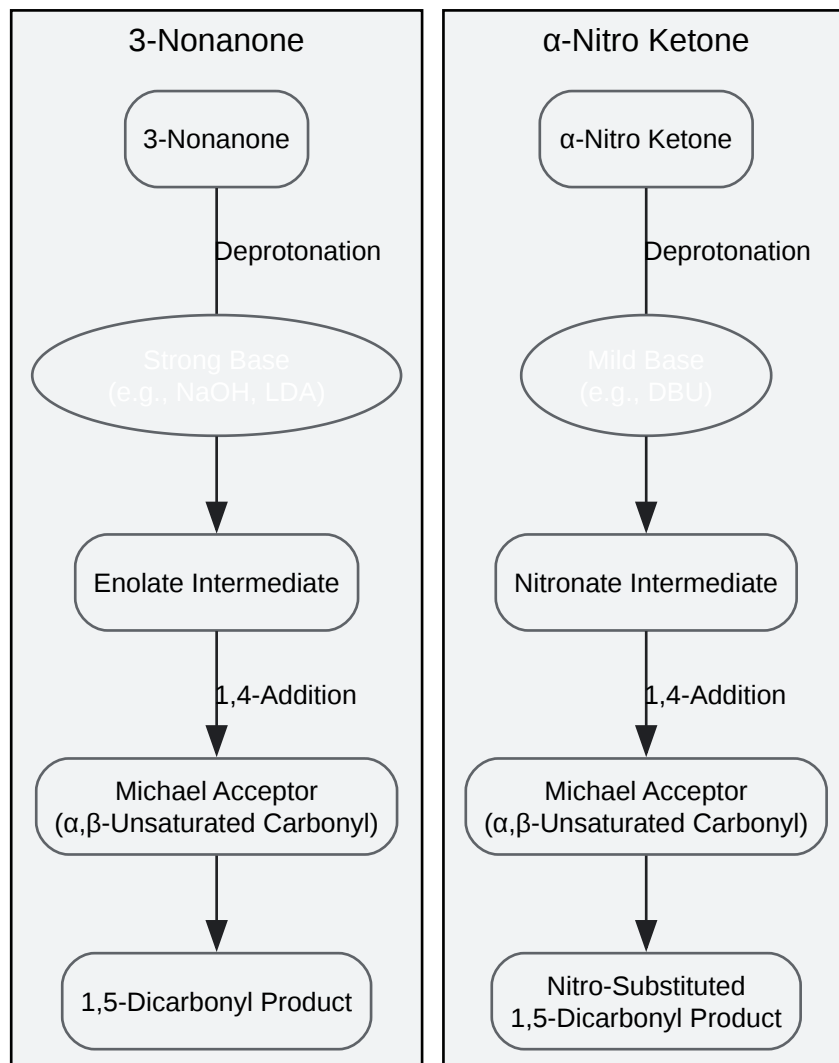 3-Nonanone
3-Nonanone
Deprotonation
Strong Base
(e.g., NaOH, LDA)
Enolate Intermediate
1,4-Addition
Michael Acceptor
(α,β-Unsaturated Carbonyl)
1,5-Dicarbonyl Product
α-Nitro Ketone
α-Nitro Ketone
Deprotonation
Mild Base
(e.g., DBU)
Nitronate Intermediate
1,4-Addition
Michael Acceptor
(α,β-Unsaturated Carbonyl)
Nitro-Substituted
1,5-Dicarbonyl Product